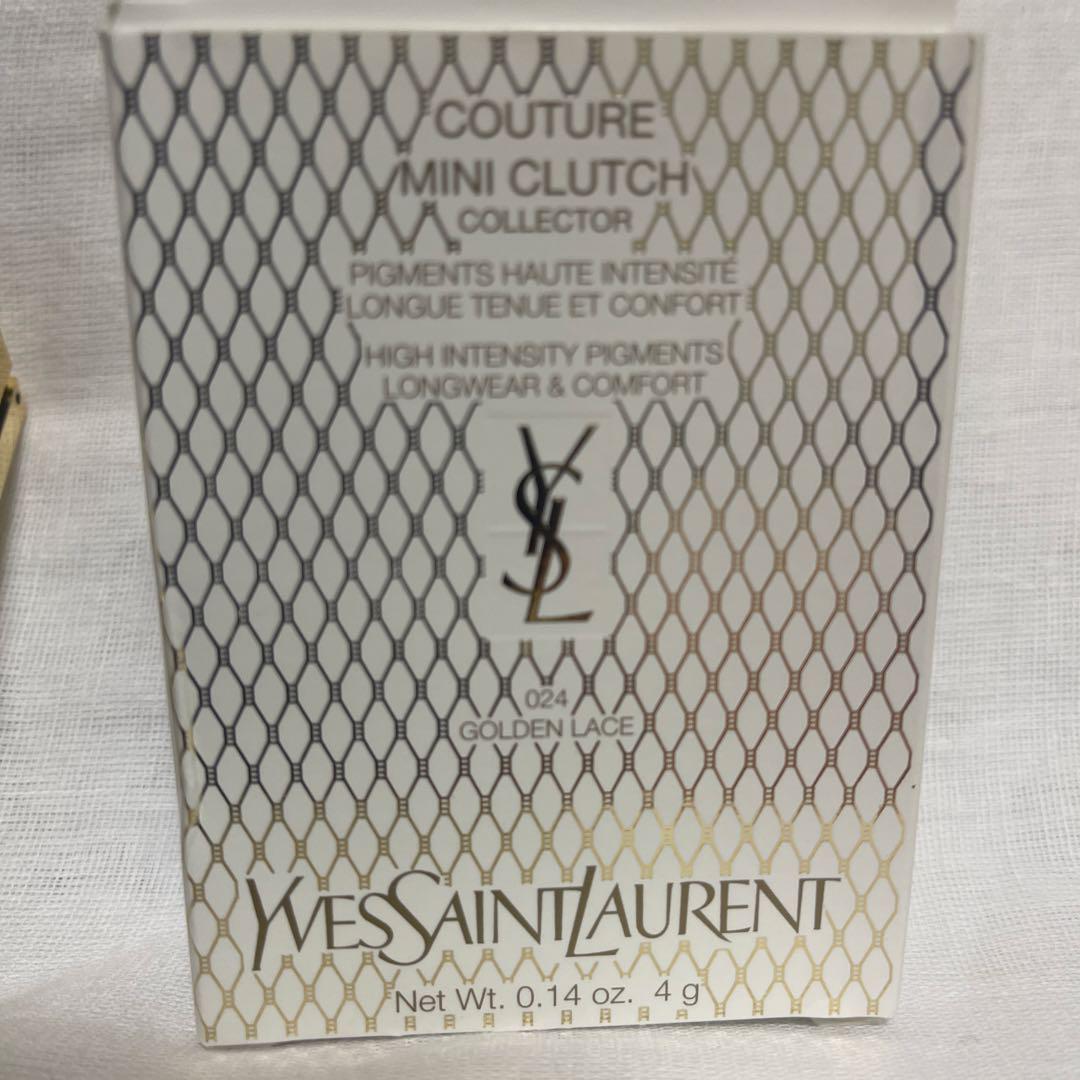 COUTURE
MINI CLUTCH
COLLECTOR
PIGMENTS HAUTE INTENSITÉ
LONGUE TENUE ET CONFORT
HIGH INTENSITY PIGMENTS
LONGWEAR & COMFORT
YSL
024
GOLDEN LACE
YVESSAINTLAURENT
Net Wt. 0.14 oz. 4 g